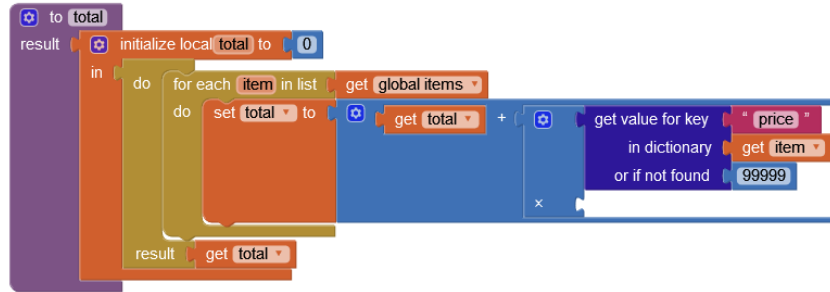 to total
result initialize local total to 0
in do for each item in list get global items
do set total to get total + get value for key " price "
in dictionary get item
or if not found 99999
×
result get total